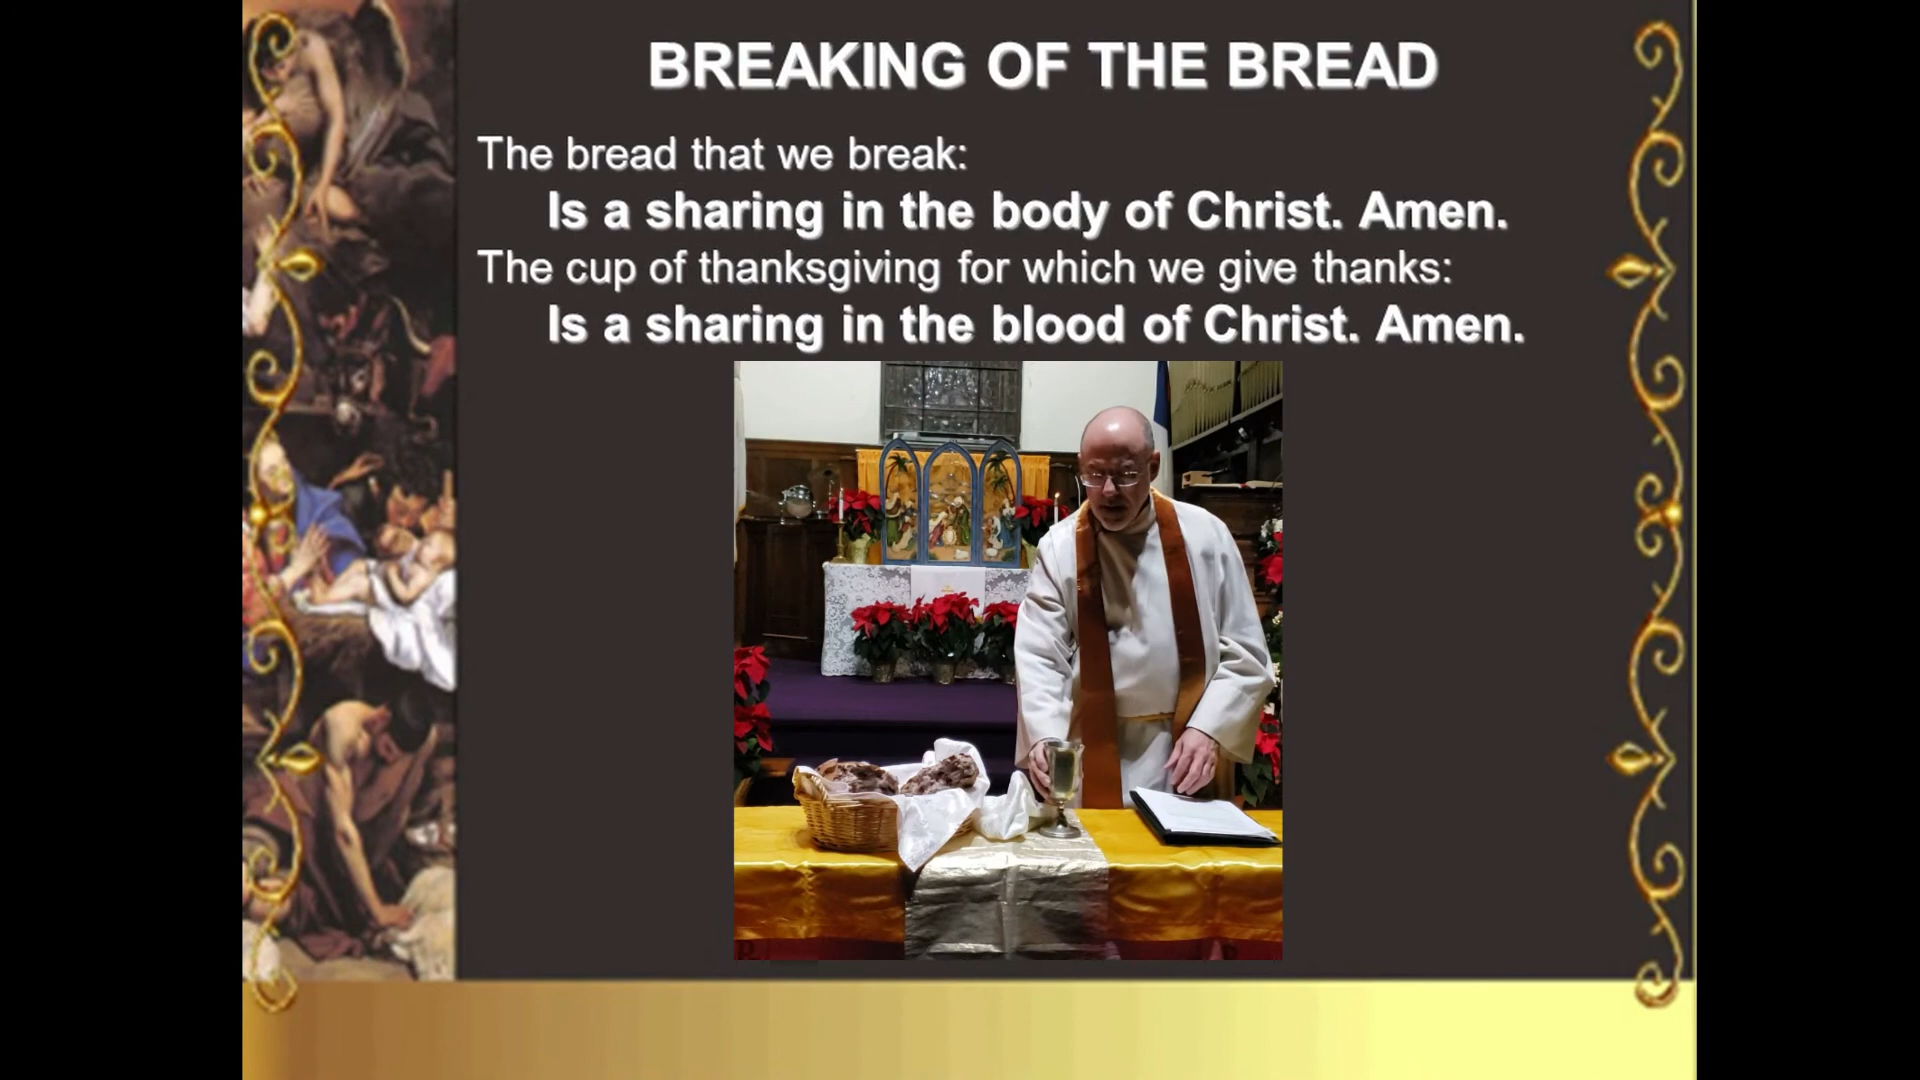 BREAKING OF THE BREAD
The bread that we break:
Is a sharing in the body of Christ. Amen.
The cup of thanksgiving for which we give thanks:
Is a sharing in the blood of Christ. Amen.